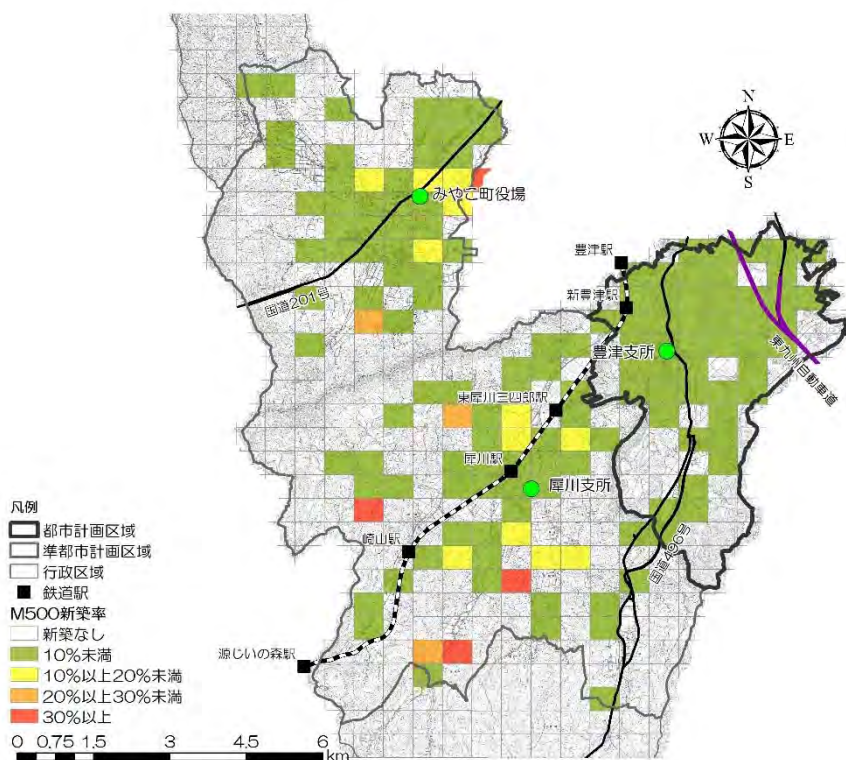 N
W
E
S
みやこ町役場
豊津駅
新豊津駅
国道201号
豊津支所
東九州自動車道
東犀川三四郎駅
犀川駅
犀川支所
崎山駅
国道496号
源じいの森駅
凡例
都市計画区域
準都市計画区域
行政区域
鉄道駅
M500新築率
新築なし
10%未満
10%以上20%未満
20%以上30%未満
30%以上
0 0.75 1.5 3 4.5 6
km